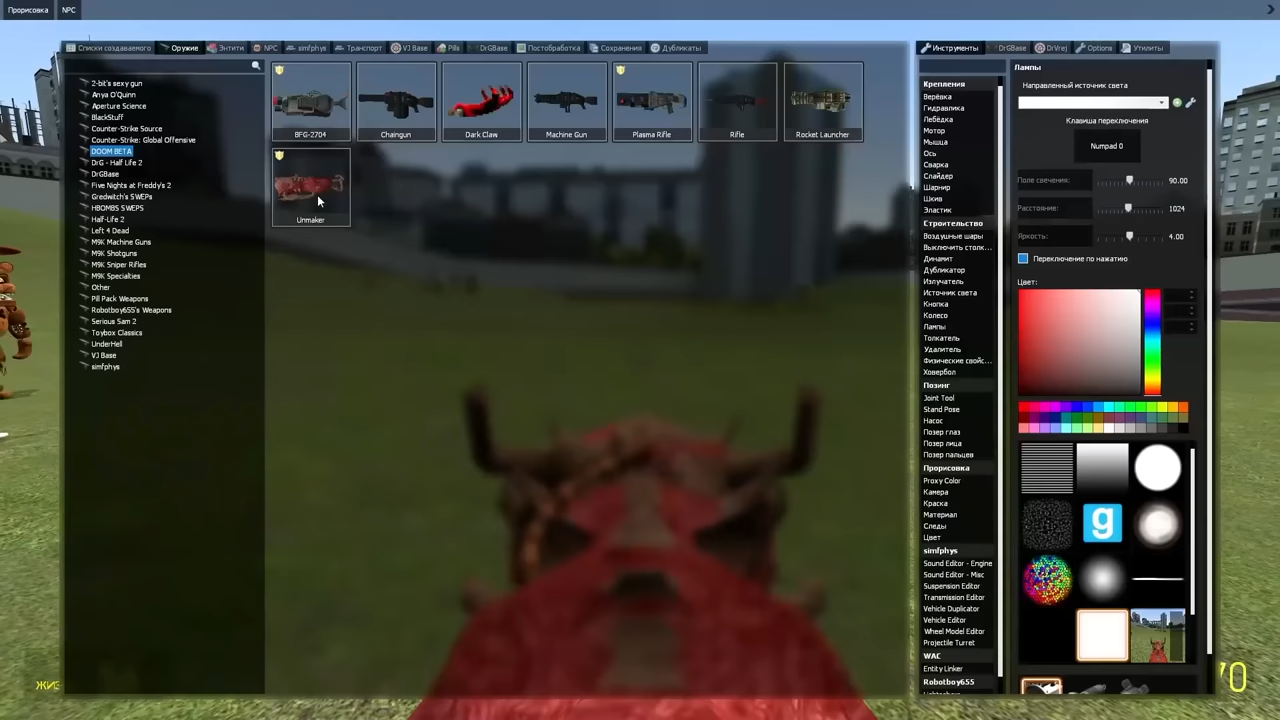 Прорисовка NPC
Списки создаваемого Оружие Энтити NPC simfphys Транспорт VJ Base Pills DrGBase Постобработка Сохранения Дубликаты
2-bit's sexy gun
Anya O'Quinn
Aperture Science
BlackStuff
Counter-Strike Source
Counter-Strike: Global Offensive
DOOM BETA
DrG - Half Life 2
DrGBase
Five Nights at Freddy's 2
Gredwitch's SWEPs
HBOMBS SWEPS
Half-Life 2
Left 4 Dead
M9K Machine Guns
M9K Shotguns
M9K Sniper Rifles
M9K Specialties
Other
Pill Pack Weapons
Robotboy655's Weapons
Serious Sam 2
Toybox Classics
UnderHell
VJ Base
simfphys
BFG-2704 Chaingun Dark Claw Machine Gun Plasma Rifle Rifle Rocket Launcher
Unmaker
Инструменты DrGBase DrVrej Options Утилиты
Крепления
Верёвка
Гидравлика
Лебёдка
Мотор
Мышца
Ось
Сварка
Слайдер
Шарнир
Шкив
Эластик
Строительство
Воздушные шары
Выключить столк...
Динамит
Дубликатор
Излучатель
Источник света
Кнопка
Колесо
Лампы
Толкатель
Удалитель
Физические свойс...
Ховербол
Позинг
Joint Tool
Stand Pose
Насос
Позер глаз
Позер лица
Позер пальцев
Прорисовка
Proxy Color
Камера
Краска
Материал
Следы
Цвет
simfphys
Sound Editor - Engine
Sound Editor - Misc
Suspension Editor
Transmission Editor
Vehicle Duplicator
Vehicle Editor
Wheel Model Editor
Projectile Turret
WAC
Entity Linker
Robotboy655
Лампы
Направленный источник света
Клавиша переключения
Numpad 0
Поле свечения: 90.00
Расстояние: 1024
Яркость: 4.00
Переключение по нажатию
Цвет:
g